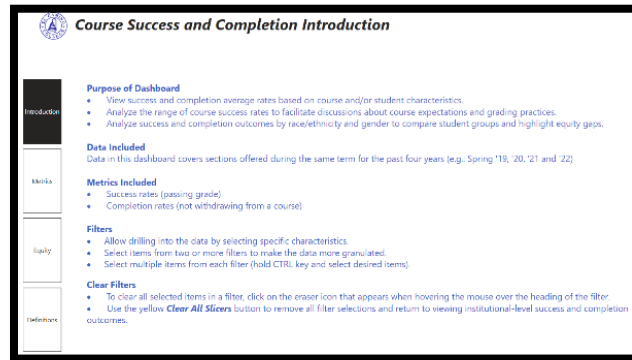 Course Success and Completion Introduction
Introduction
Metrics
Equity
Definitions
Purpose of Dashboard
• View success and completion average rates based on course and/or student characteristics.
• Analyze the range of course success rates to facilitate discussions about course expectations and grading practices.
• Analyze success and completion outcomes by race/ethnicity and gender to compare student groups and highlight equity gaps.
Data Included
Data in this dashboard covers sections offered during the same term for the past four years (e.g.: Spring '19, '20, '21 and '22)
Metrics Included
• Success rates (passing grade)
• Completion rates (not withdrawing from a course)
Filters
• Allow drilling into the data by selecting specific characteristics.
• Select items from two or more filters to make the data more granulated.
• Select multiple items from each filter (hold CTRL key and select desired items).
Clear Filters
• To clear all selected items in a filter, click on the eraser icon that appears when hovering the mouse over the heading of the filter.
• Use the yellow Clear All Slicers button to remove all filter selections and return to viewing institutional-level success and completion
outcomes.